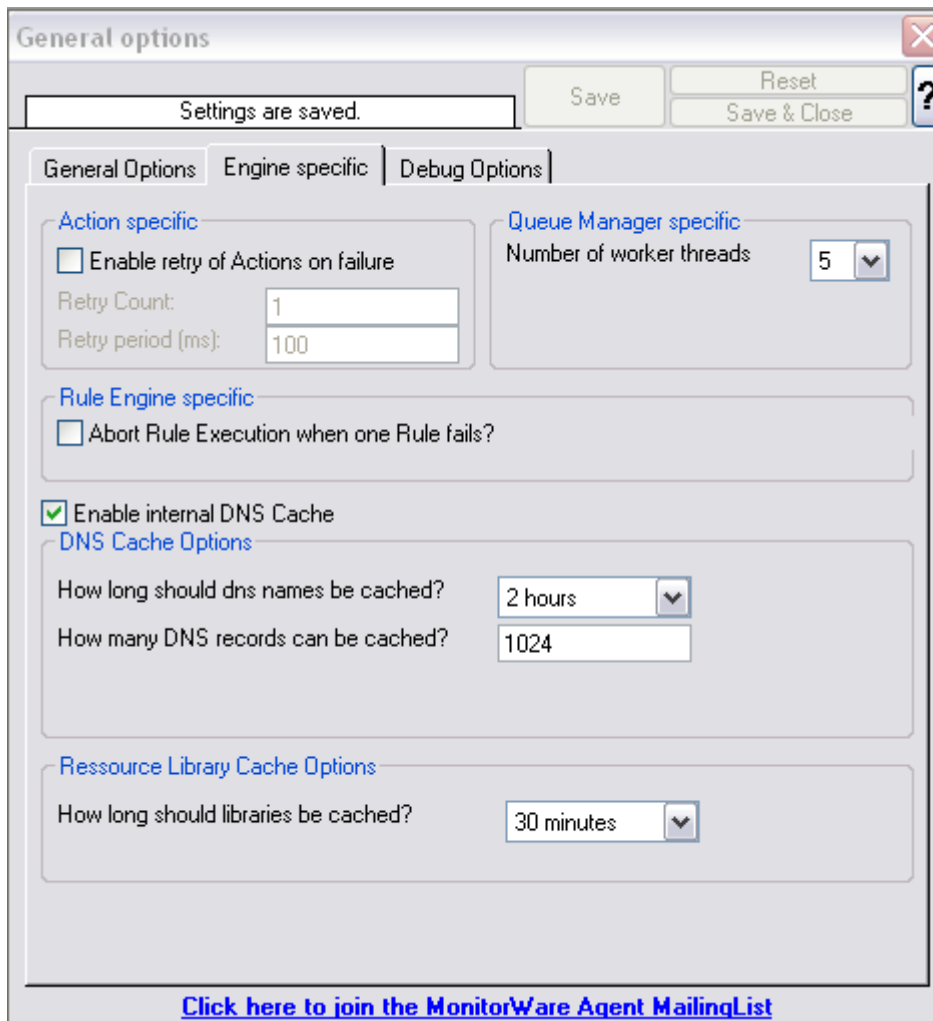 General options
Settings are saved.
Save
Reset
Save & Close
?
General Options
Engine specific
Debug Options
Action specific
Enable retry of Actions on failure
Retry Count:
1
Retry period (ms):
100
Queue Manager specific
Number of worker threads
5
Rule Engine specific
Abort Rule Execution when one Rule fails?
Enable internal DNS Cache
DNS Cache Options
How long should dns names be cached?
2 hours
How many DNS records can be cached?
1024
Ressource Library Cache Options
How long should libraries be cached?
30 minutes
Click here to join the MonitorWare Agent MailingList